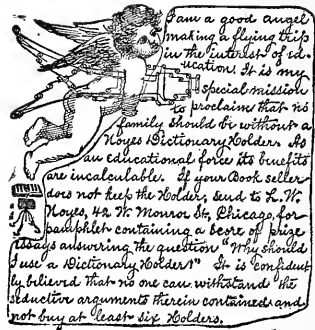 I am a good angel
making a flying trip
in the interest of ed-
ucation. It is my
special mission
to proclaim that no
family should be without a
Noyes Dictionary Holder. As
an educational force its benefits
are incalculable. If your Book seller
does not keep the Holder, send to L. W.
Noyes, 42 W. Monroe St, Chicago, for
pamphlet containing a score of prize
essays answering the question "Why should
I use a Dictionary Holder?" It is confident-
ly believed that no one can withstand the
seductive arguments therein contained and
not buy at least six Holders.